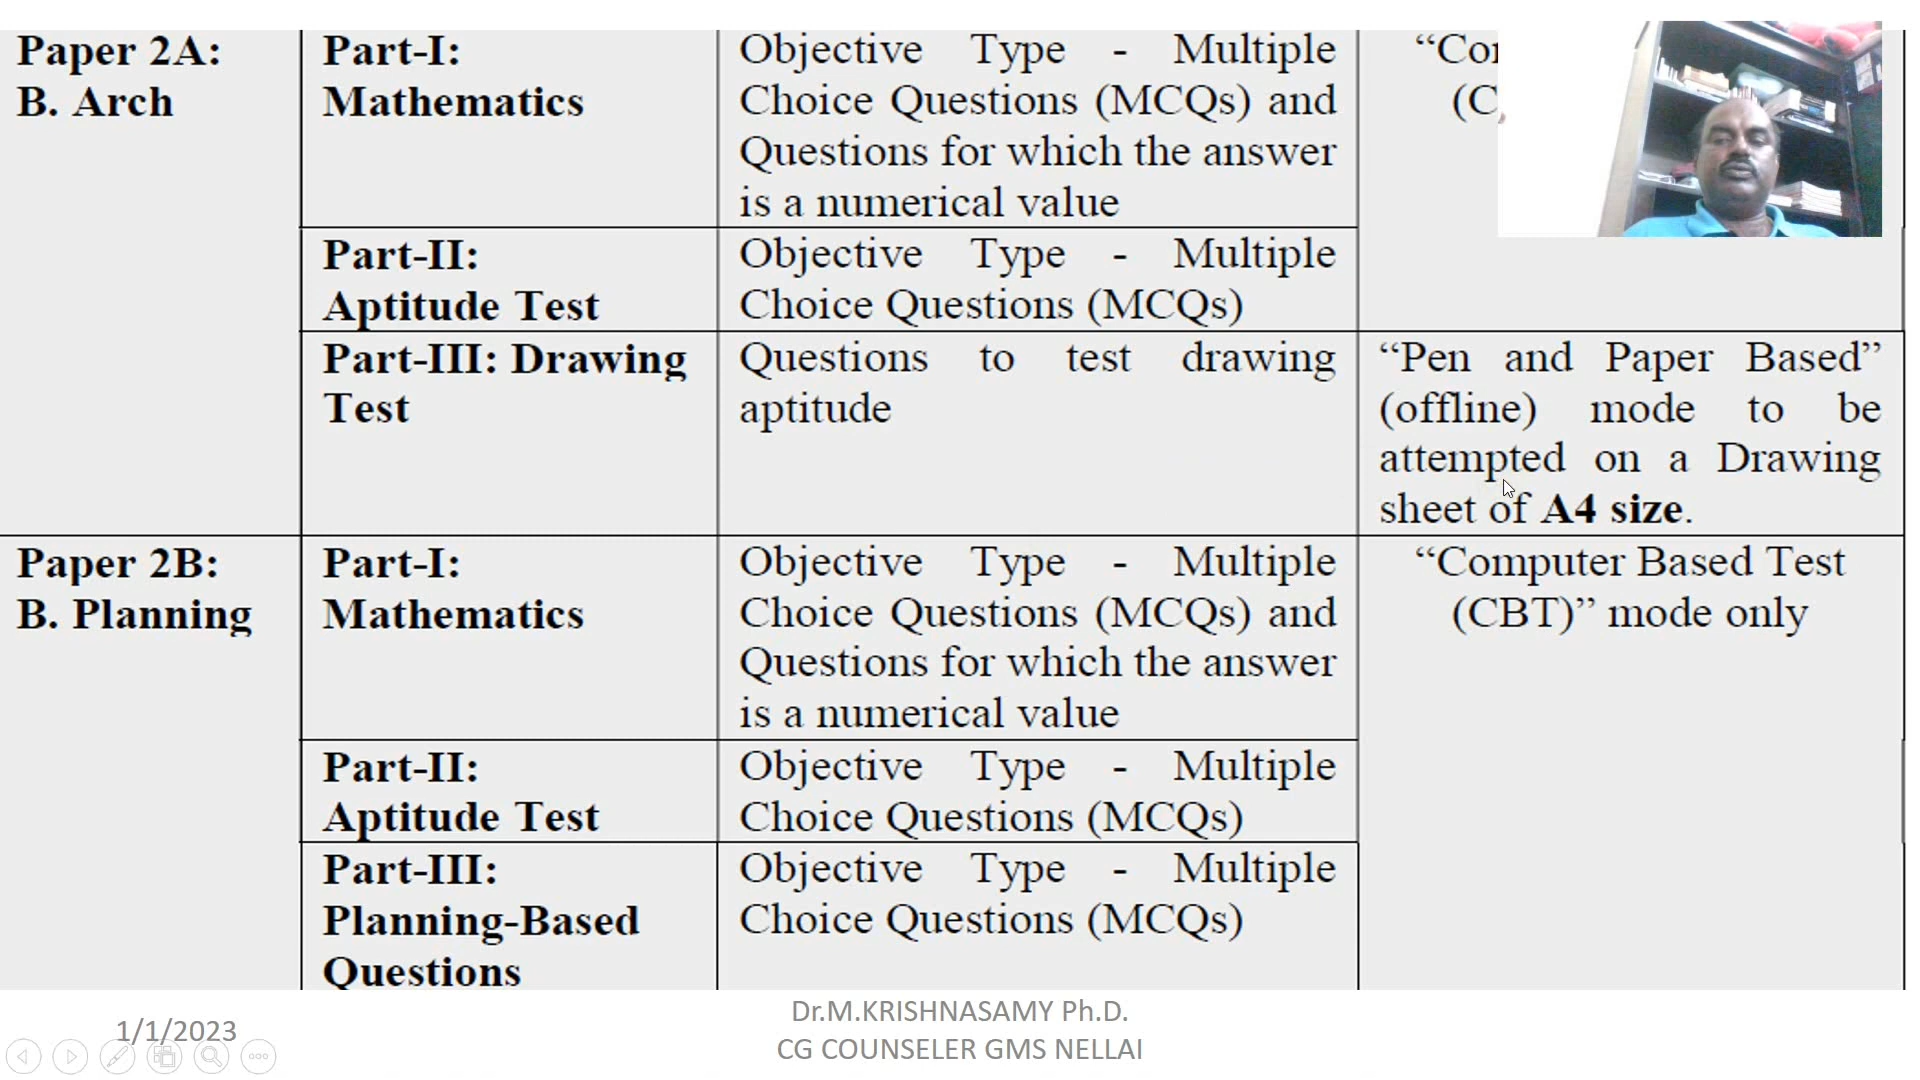 Paper 2A:
B. Arch
Part-I:
Mathematics
Objective Type - Multiple
Choice Questions (MCQs) and
Questions for which the answer
is a numerical value
Part-II:
Aptitude Test
Objective Type - Multiple
Choice Questions (MCQs)
Part-III: Drawing
Test
Questions to test drawing
aptitude
“Pen and Paper Based”
(offline) mode to be
attempted on a Drawing
sheet of A4 size.
Paper 2B:
B. Planning
Part-I:
Mathematics
Objective Type - Multiple
Choice Questions (MCQs) and
Questions for which the answer
is a numerical value
“Computer Based Test
(CBT)” mode only
Part-II:
Aptitude Test
Objective Type - Multiple
Choice Questions (MCQs)
Part-III:
Planning-Based
Questions
Objective Type - Multiple
Choice Questions (MCQs)
1/1/2023
Dr.M.KRISHNASAMY Ph.D.
CG COUNSELER GMS NELLAI